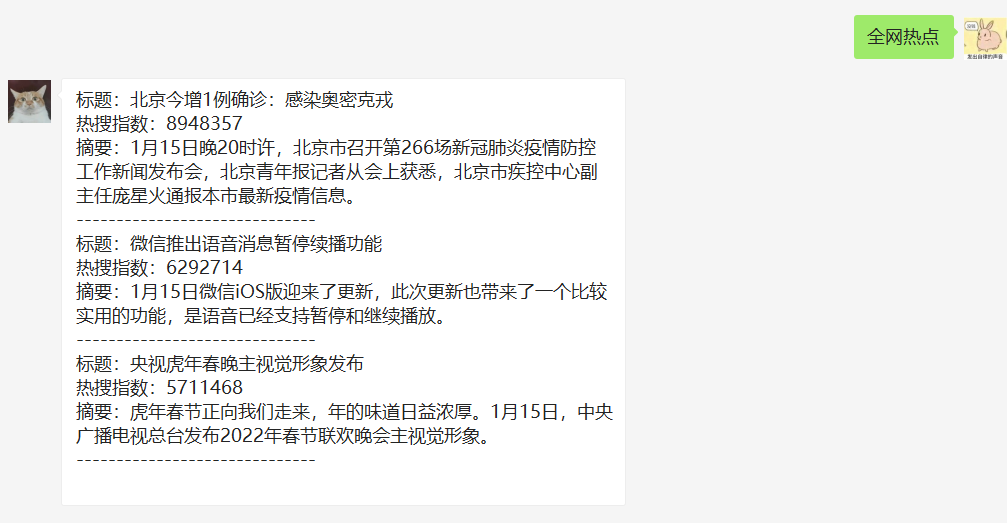 全网热点
发出自律的声音
标题：北京今增1例确诊：感染奥密克戎
热搜指数：8948357
摘要：1月15日晚20时许，北京市召开第266场新冠肺炎疫情防控
工作新闻发布会，北京青年报记者从会上获悉，北京市疾控中心副
主任庞星火通报本市最新疫情信息。
------------------------------
标题：微信推出语音消息暂停续播功能
热搜指数：6292714
摘要：1月15日微信iOS版迎来了更新，此次更新也带来了一个比较
实用的功能，是语音已经支持暂停和继续播放。
------------------------------
标题：央视虎年春晚主视觉形象发布
热搜指数：5711468
摘要：虎年春节正向我们走来，年的味道日益浓厚。1月15日，中央
广播电视总台发布2022年春节联欢晚会主视觉形象。
------------------------------